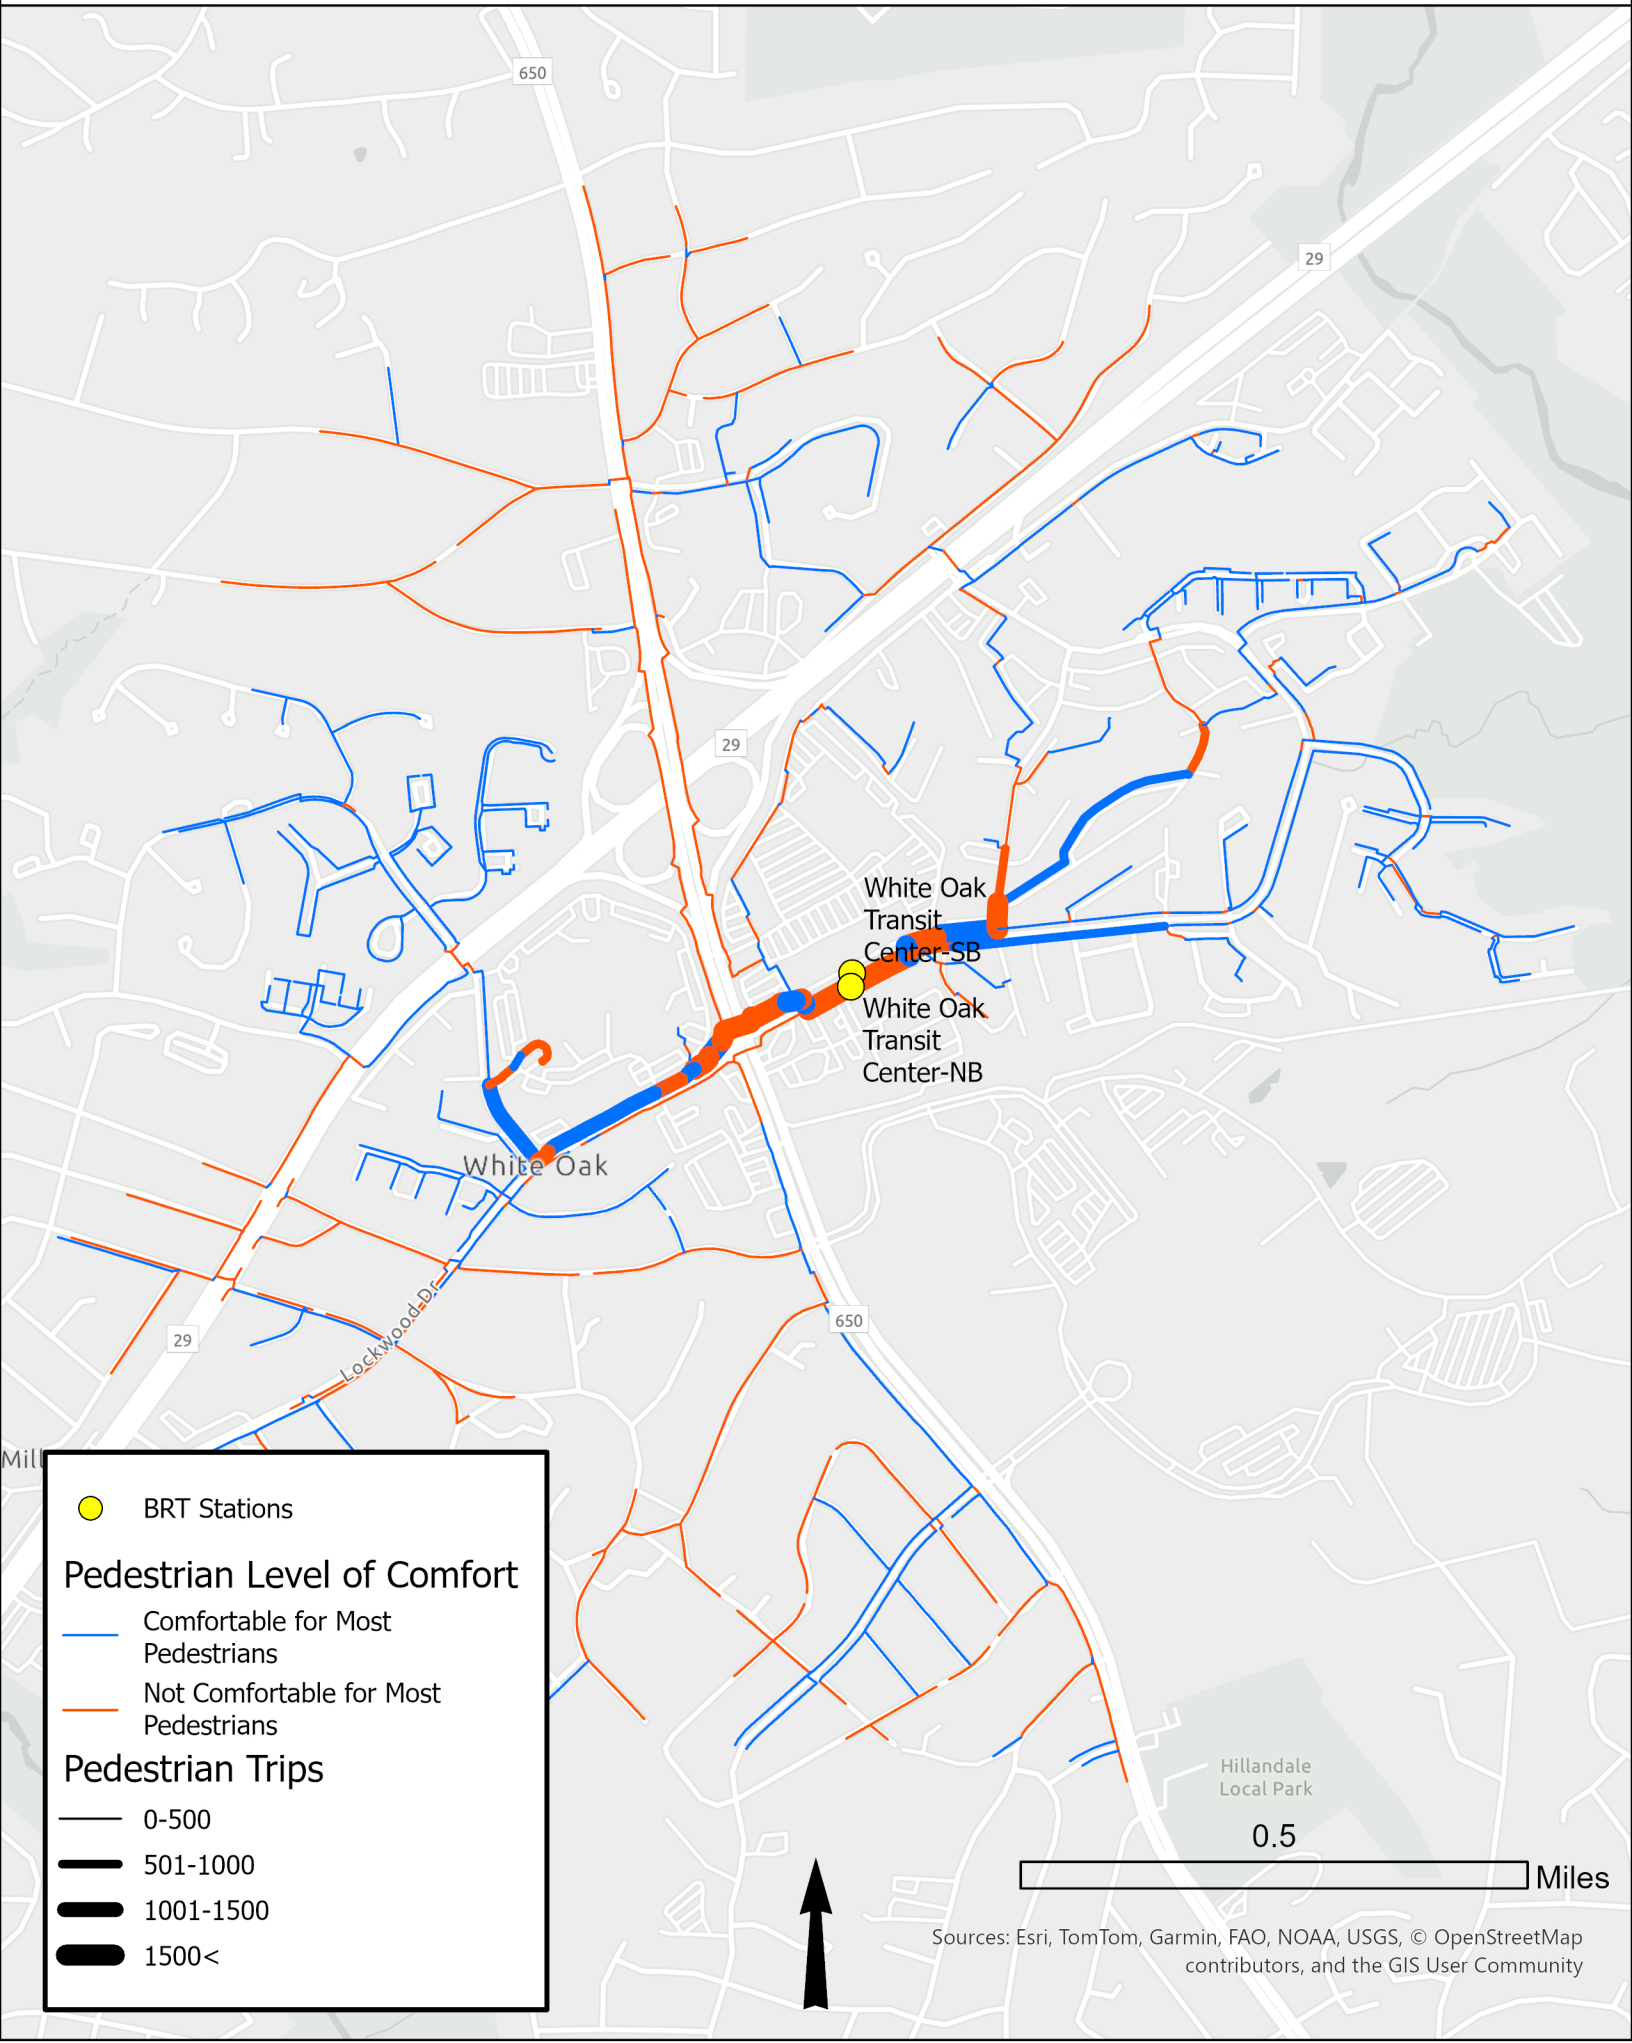 650
29
29
White Oak
Transit
Center-SB
White Oak
Transit
Center-NB
White Oak
650
29
Lockwood Dr
Mill
BRT Stations
Pedestrian Level of Comfort
Comfortable for Most
Pedestrians
Not Comfortable for Most
Pedestrians
Pedestrian Trips
0-500
501-1000
1001-1500
1500<
Hillandale
Local Park
0.5
Miles
Sources: Esri, TomTom, Garmin, FAO, NOAA, USGS, © OpenStreetMap
contributors, and the GIS User Community